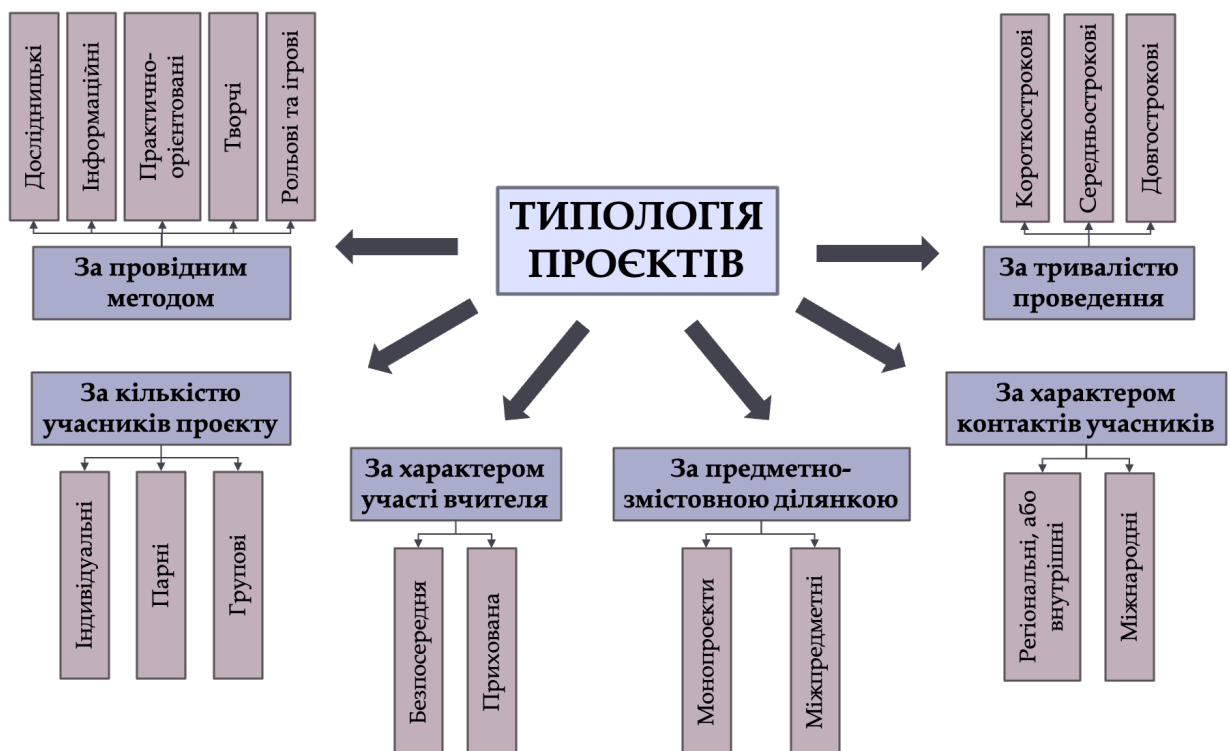 ТИПОЛОГІЯ
ПРОЄКТІВ
За провідним
методом
Дослідницькі
Інформаційні
Практично-
орієнтовані
Творчі
Рольові та ігрові
За тривалістю
проведення
Короткострокові
Середньострокові
Довгострокові
За кількістю
учасників проєкту
Індивідуальні
Парні
Групові
За характером
участі вчителя
Безпосередня
Прихована
За предметно-
змістовною ділянкою
Монопроєкти
Міжпредметні
За характером
контактів учасників
Регіональні, або
внутрішні
Міжнародні